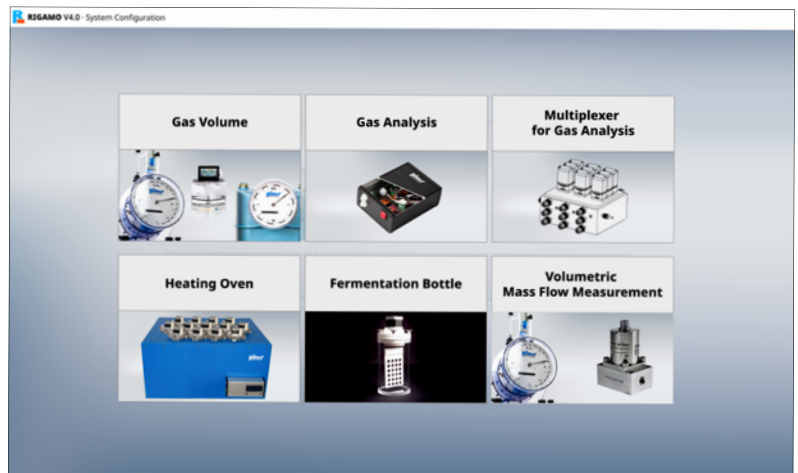 RIGAMO V4.0 - System Configuration
Gas Volume
Gas Analysis
Multiplexer
for Gas Analysis
Heating Oven
Fermentation Bottle
Volumetric
Mass Flow Measurement